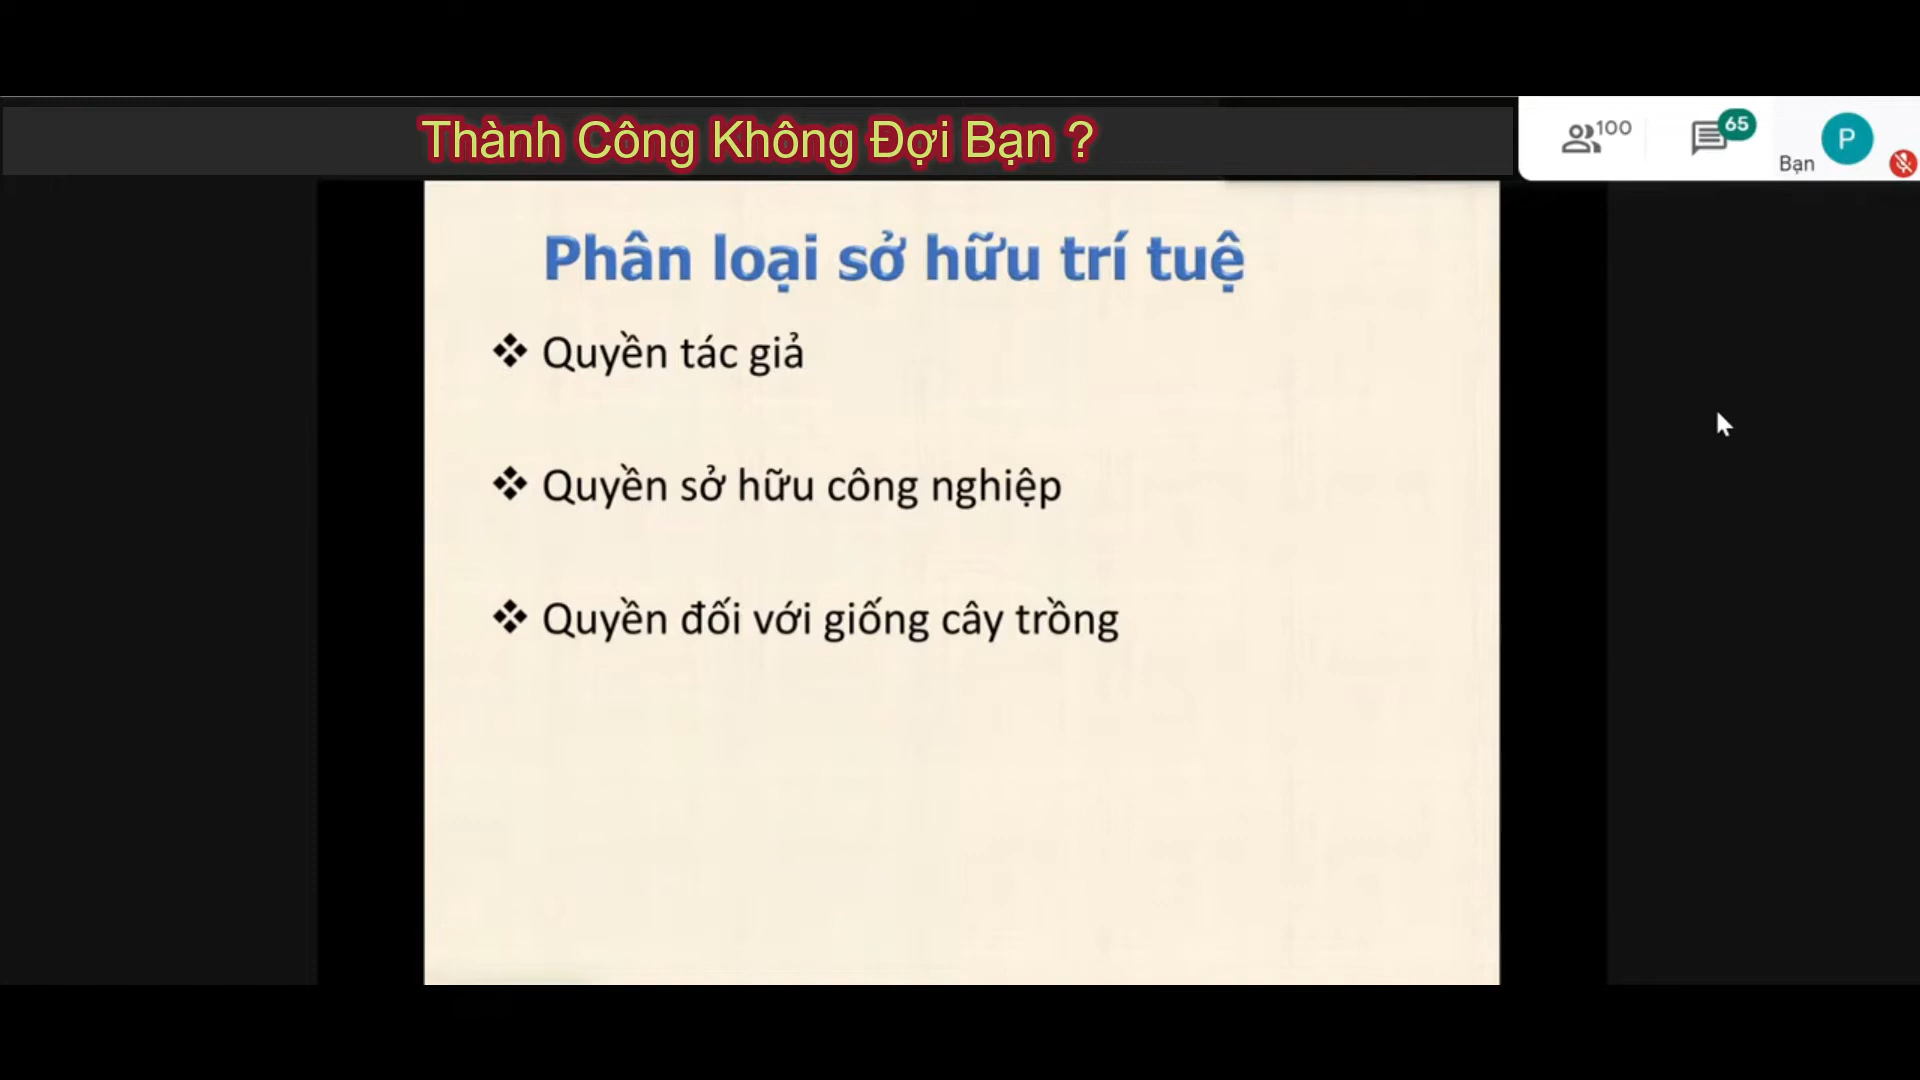 Thành Công Không Đợi Bạn ?
100
65
Bạn
P
Phân loại sở hữu trí tuệ
❖ Quyền tác giả
❖ Quyền sở hữu công nghiệp
❖ Quyền đối với giống cây trồng